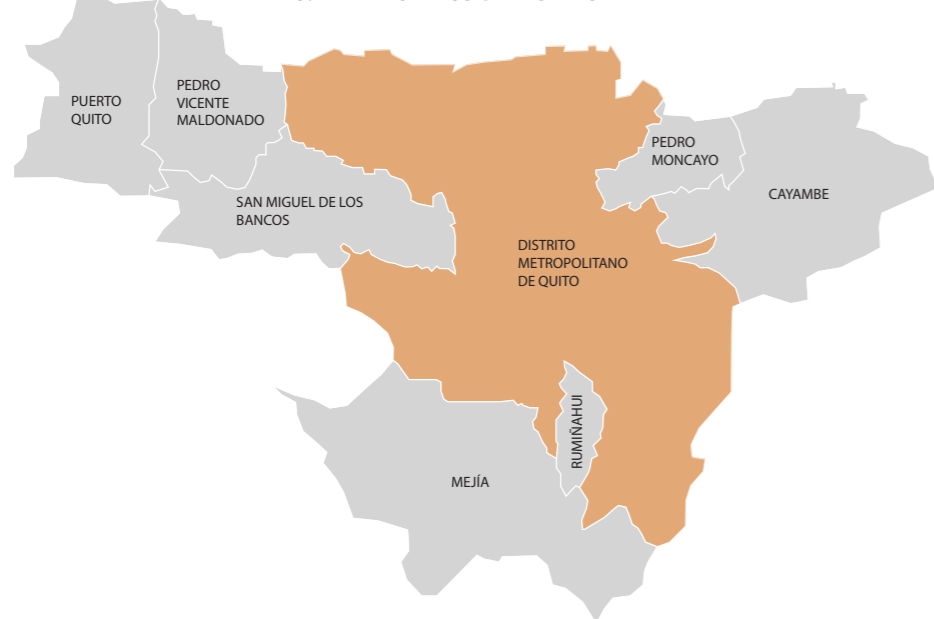 PUERTO
QUITO
PEDRO
VICENTE
MALDONADO
SAN MIGUEL DE LOS
BANCOS
DISTRITO
METROPOLITANO
DE QUITO
PEDRO
MONCAYO
CAYAMBE
RUMIÑAHUI
MEJÍA